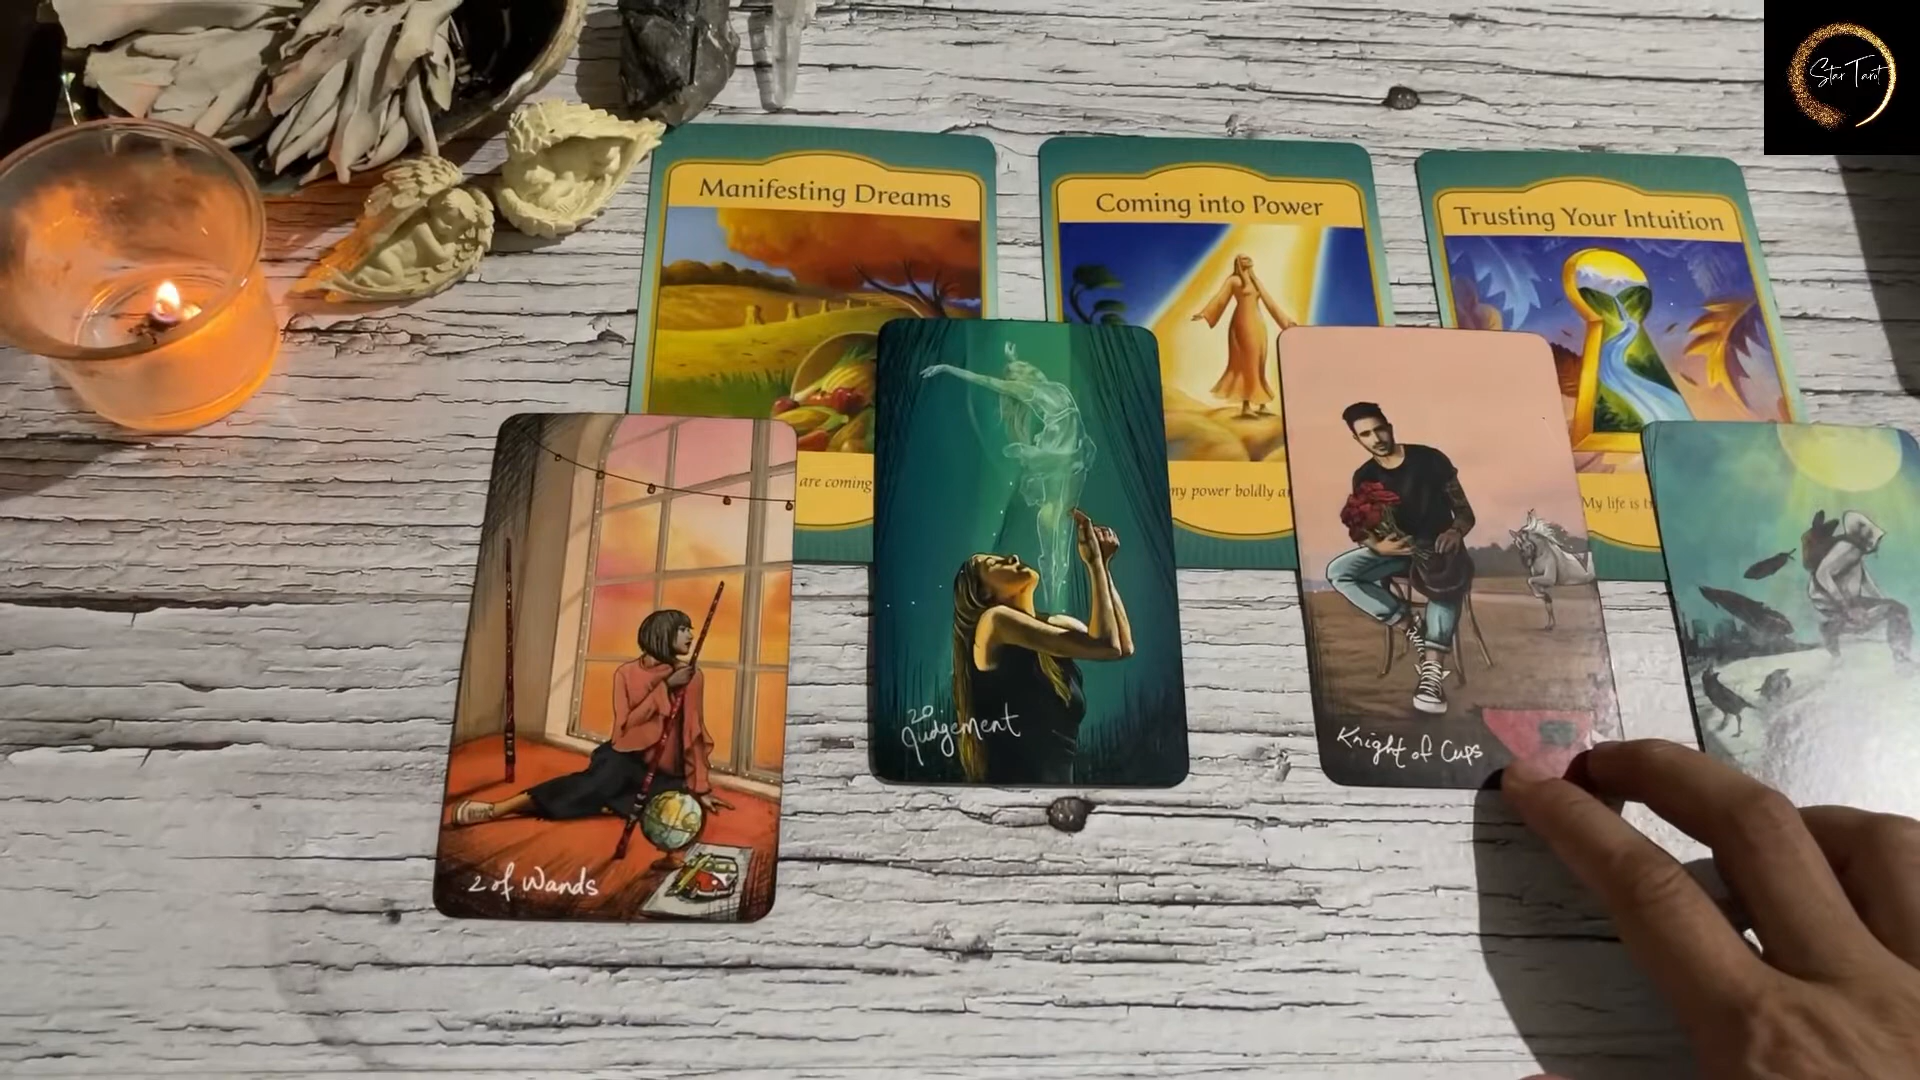 Star Tarot
Manifesting Dreams
Coming into Power
Trusting Your Intuition
are coming
my power boldly
My life is
2 of Wands
20
Judgement
Knight of Cups